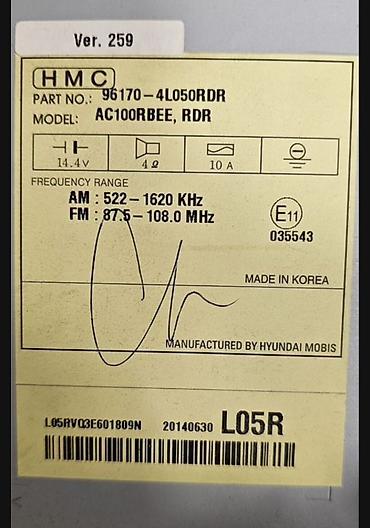 Ver. 259
HMC
PART NO.: 96170-4L050RDR
MODEL: AC100RBEE, RDR
14.4V 4Ω 10A
FREQUENCY RANGE
AM : 522-1620 KHz
FM : 87.5-108.0 MHz
E11
035543
MADE IN KOREA
MANUFACTURED BY HYUNDAI MOBIS
L05RVQ3E601809N 20140630 L05R